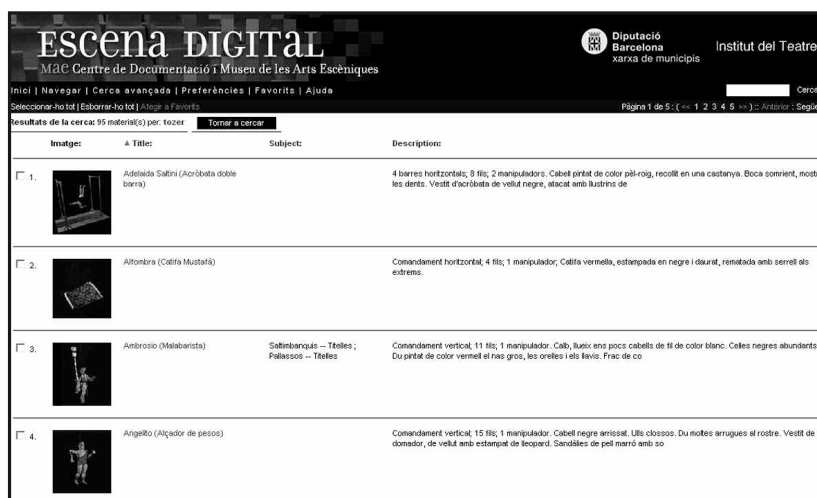 Escena DIGITAL
Mae Centre de Documentació i Museu de les Arts Escèniques
Diputació
Barcelona
xarxa de municipis
Institut del Teatre
Inici | Navegar | Cerca avançada | Preferències | Favorits | Ajuda
Cerca
Seleccionar-ho tot | Esborrar-ho tot | Afegir a Favorits
Pàgina 1 de 5 : ( << 1 2 3 4 5 >> ) :: Anterior : Següe
Resultats de la cerca: 95 material(s) per: tozer
Tornar a cercar
Imatge: Title: Subject: Description:
1. Adelaida Saltini (Acròbata doble
barra)
4 barres horitzontals; 8 fils; 2 manipuladors. Cabell pintat de color pèl-roig, recollit en una castanya. Boca somrient, most
les dents. Vestit d'acròbata de vellut negre, atacat amb llustrins de
2. Alfombra (Catifa Mustafá)
Comandament horitzontal; 4 fils; 1 manipulador; Catifa vermella, estampada en negre i daurat, rematada amb serrell als
extrems.
3. Ambrosio (Malabarista)
Saltimbanquis -- Titelles ;
Pallassos -- Titelles
Comandament vertical; 11 fils; 1 manipulador. Calb, llueix ens pocs cabells de fil de color blanc. Celles negres abundants
Du pintat de color vermell el nas gros, les orelles i els llavis. Frac de co
4. Angelito (Alçador de pesos)
Comandament vertical; 15 fils; 1 manipulador. Cabell negre arrissat. Ulls clossos. Du moltes arrugues al rostre. Vestit de
domador, de vellut amb estampat de lleopard. Sandàlies de pell marró amb so